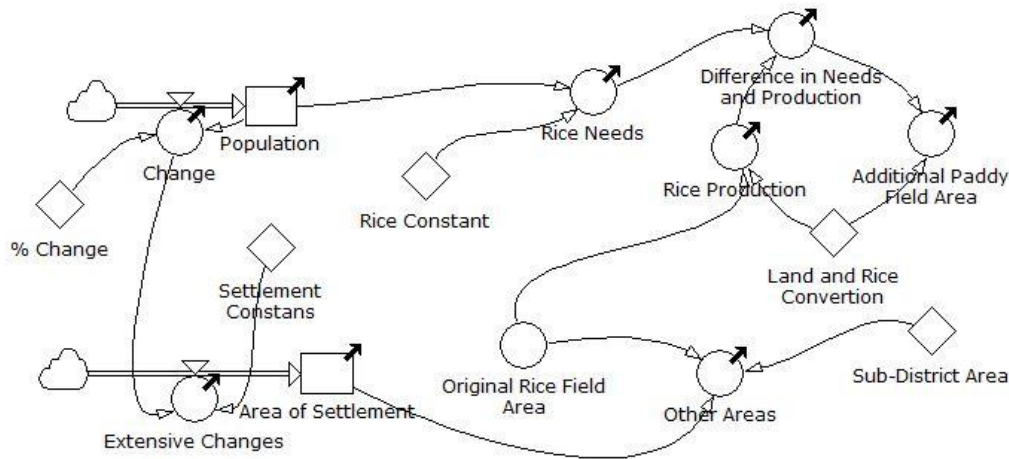 Difference in Needs
and Production
Population
Rice Needs
Change
Rice Production
Additional Paddy
Field Area
Rice Constant
% Change
Settlement
Constans
Land and Rice
Convertion
Original Rice Field
Area
Sub-District Area
Area of Settlement
Other Areas
Extensive Changes